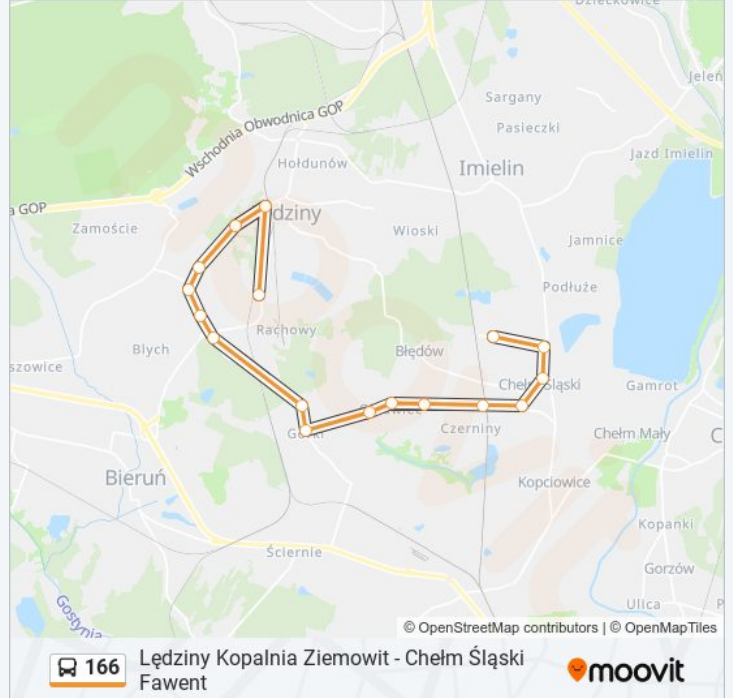 Dziećkowice
Jeleń
Sargany
Pasieczki
Wschodnia Obwodnica GOP
Hołdunów
Imielin
Jazd Imielin
a GOP
dziny
Zamoście
Wioski
Jamnice
Podłuże
Rachowy
Blych
Błędów
szowice
Chełm Śląski
Gamrot
Czerniny
Chełm Mały
C
Górki
Bieruń
Kopciowice
Kopanki
Ściernie
Gorzów
Gostynia
Ulica
P
© OpenStreetMap contributors | © OpenMapTiles
166
Lędziny Kopalnia Ziemowit - Chełm Śląski
Fawent
moovit